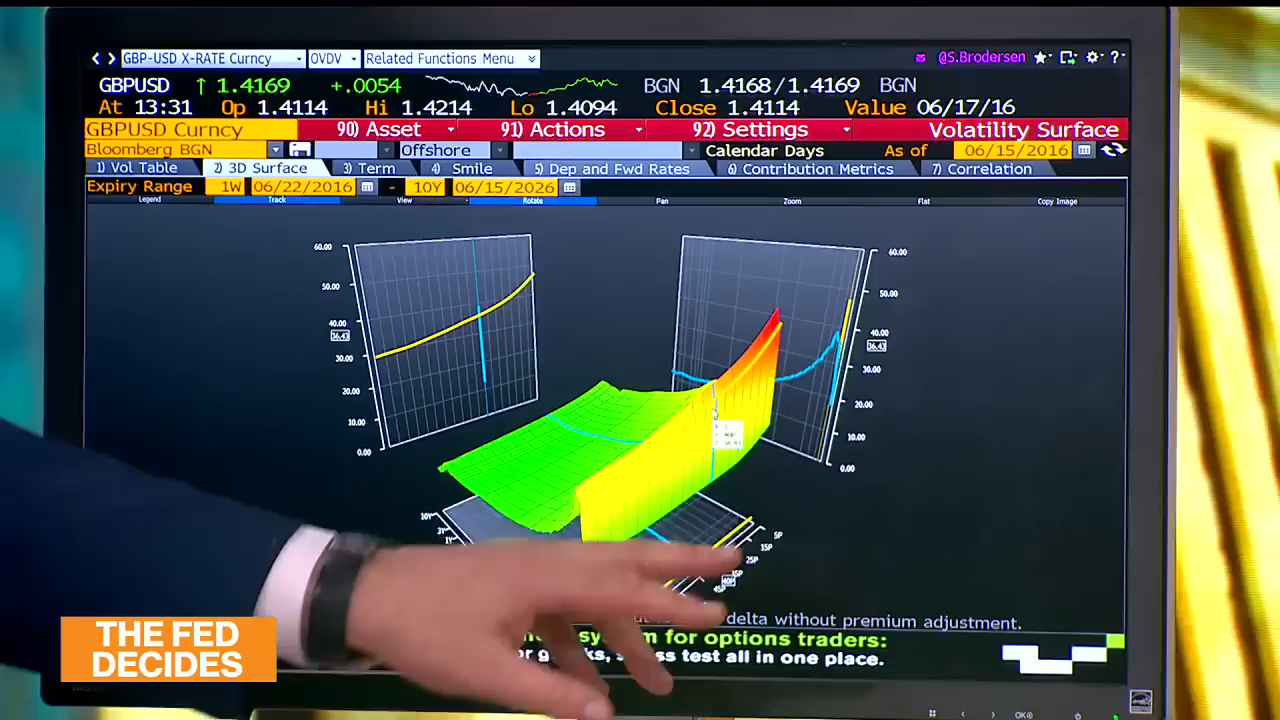 GBP-USD X-RATE Curncy OVDV Related Functions Menu @S.Brodersen ?
GBPUSD ↑ 1.4169 +.0054 BGN 1.4168/1.4169 BGN
At 13:31 Op 1.4114 Hi 1.4214 Lo 1.4094 Close 1.4114 Value 06/17/16
GBPUSD Curncy 90) Asset 91) Actions 92) Settings Volatility Surface
Bloomberg BGN Offshore Calendar Days As of 06/15/2016
1) Vol Table 2) 3D Surface 3) Term 4) Smile 5) Dep and Fwd Rates 6) Contribution Metrics 7) Correlation
Expiry Range 1W 06/22/2016 - 10Y 06/15/2026
Legend Track View Rotate Pan Zoom Flat Copy Image
60.00
50.00
40.00
36.43
30.00
20.00
10.00
0.00
60.00
50.00
40.00
36.43
30.00
20.00
10.00
0.00
10Y
3Y
1Y
5P
15P
25P
35P
40P
45P
delta without premium adjustment.
system for options traders:
test all in one place.
THE FED
DECIDES